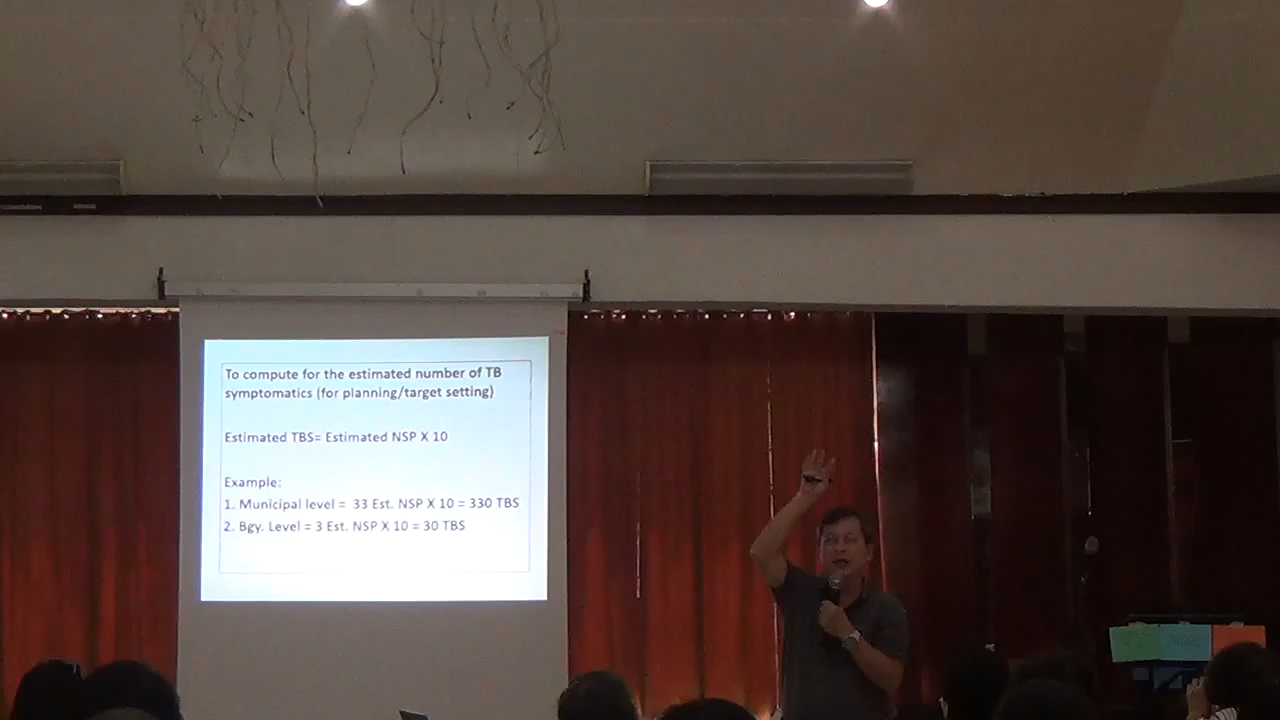 To compute for the estimated number of TB
symptomatics (for planning/target setting)
Estimated TBS= Estimated NSP X 10
Example:
1. Municipal level = 33 Est. NSP X 10 = 330 TBS
2. Bgy. Level = 3 Est. NSP X 10 = 30 TBS